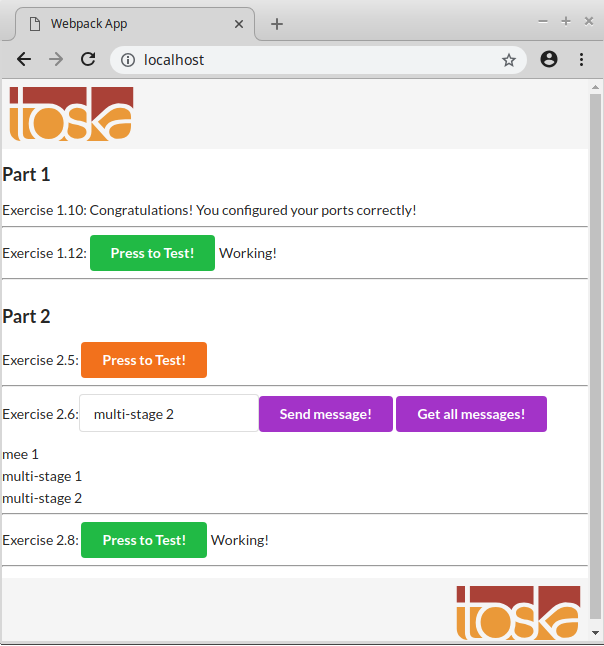 Webpack App
localhost
toska
Part 1
Exercise 1.10: Congratulations! You configured your ports correctly!
Exercise 1.12: Press to Test! Working!
Part 2
Exercise 2.5: Press to Test!
Exercise 2.6: multi-stage 2 Send message! Get all messages!
mee 1
multi-stage 1
multi-stage 2
Exercise 2.8: Press to Test! Working!
toska